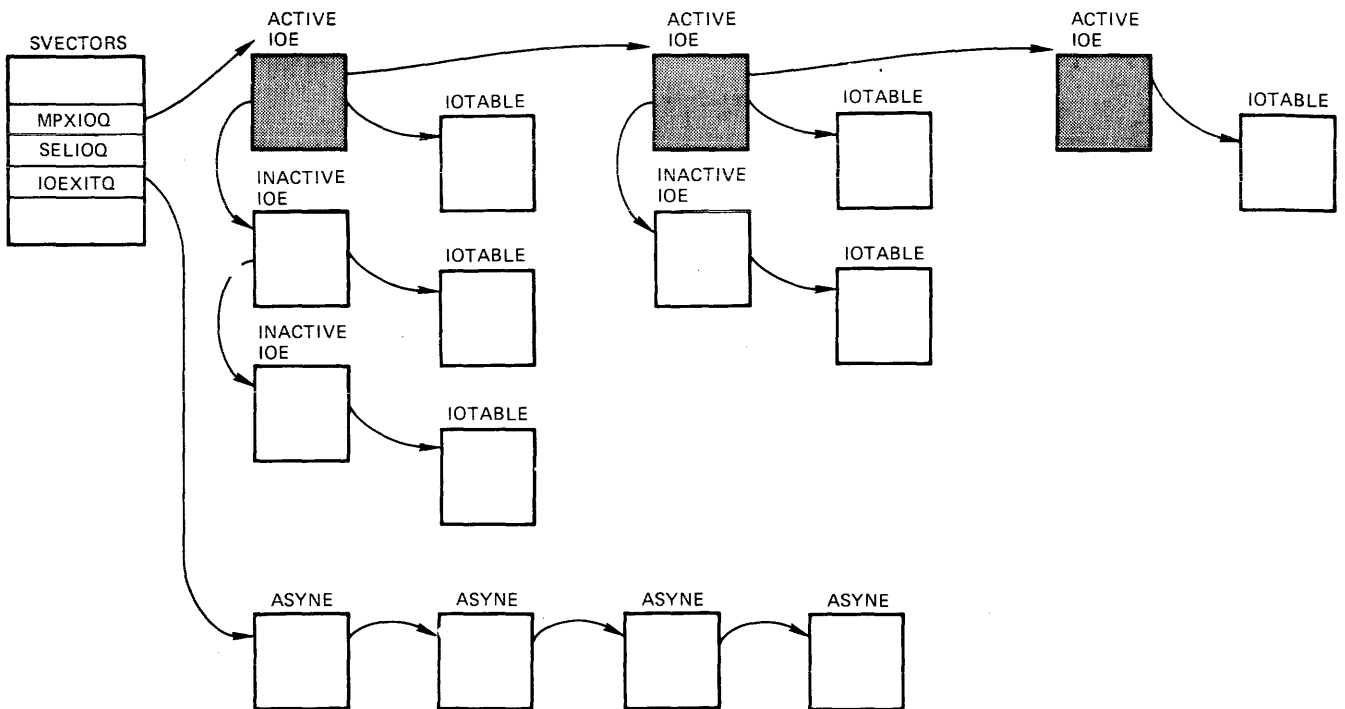 ACTIVE
IOE
ACTIVE
IOE
ACTIVE
IOE
SVECTORS
IOTABLE
IOTABLE
IOTABLE
MPXIOQ
SELIOQ
IOEXITQ
INACTIVE
IOE
INACTIVE
IOE
IOTABLE
IOTABLE
INACTIVE
IOE
IOTABLE
ASYNE
ASYNE
ASYNE
ASYNE